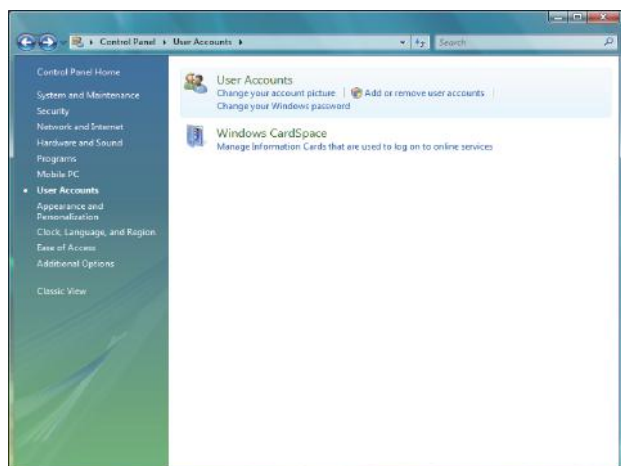 Control Panel User Accounts Search
Control Panel Home
System and Maintenance
Security
Network and Internet
Hardware and Sound
Programs
Mobile PC
User Accounts
Appearance and
Personalization
Clock, Language, and Region
Ease of Access
Additional Options
Classic View
User Accounts
Change your account picture Add or remove user accounts
Change your Windows password
Windows CardSpace
Manage Information Cards that are used to log on to online services